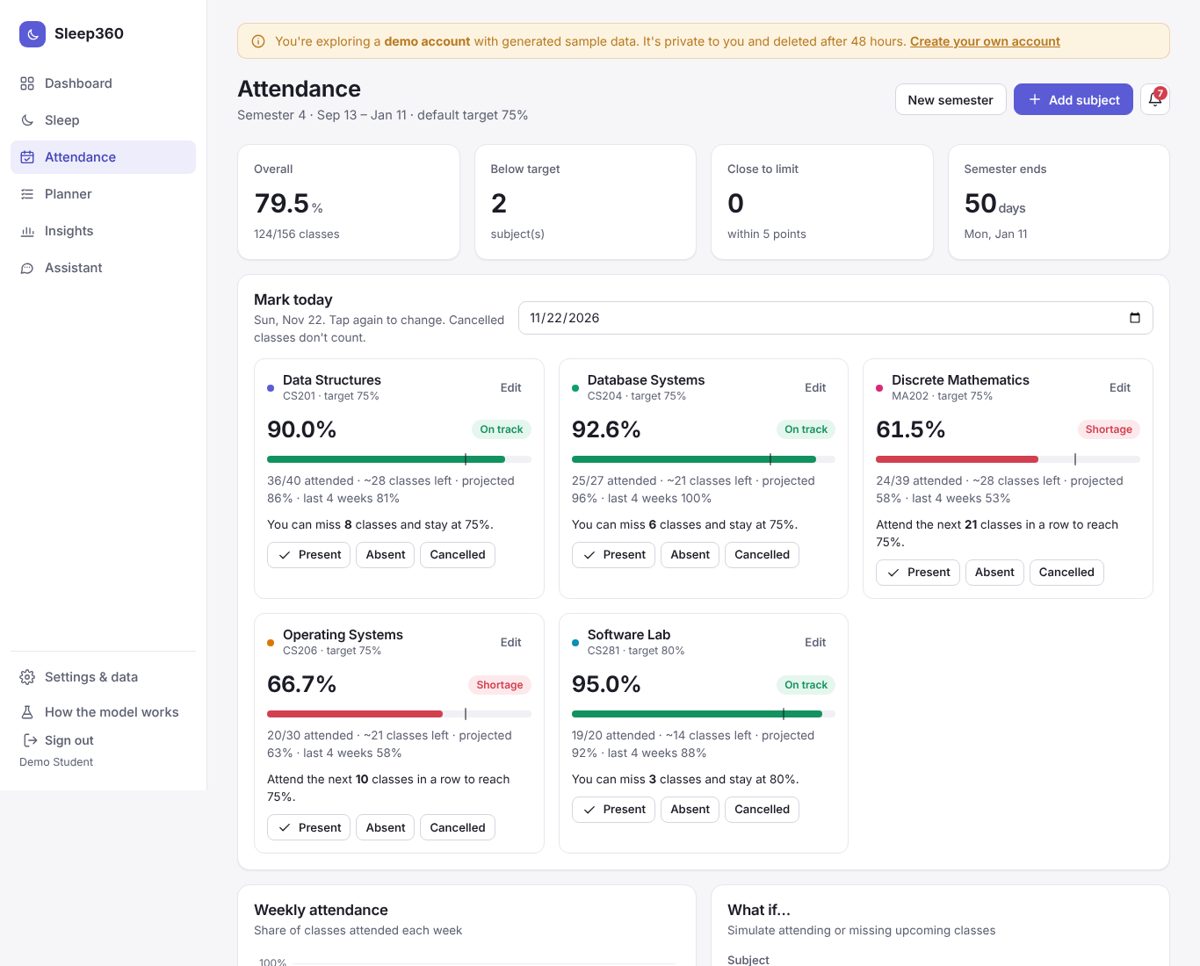 Sleep360
Dashboard
Sleep
Attendance
Planner
Insights
Assistant
Settings & data
How the model works
Sign out
Demo Student
You're exploring a demo account with generated sample data. It's private to you and deleted after 48 hours. Create your own account
Attendance
Semester 4 · Sep 13 – Jan 11 · default target 75%
New semester
Add subject
7
Overall
79.5 %
124/156 classes
Below target
2
subject(s)
Close to limit
0
within 5 points
Semester ends
50 days
Mon, Jan 11
Mark today
Sun, Nov 22. Tap again to change. Cancelled
classes don't count.
11/22/2026
Data Structures
CS201 · target 75%
Edit
90.0%
On track
36/40 attended · ~28 classes left · projected
86% · last 4 weeks 81%
You can miss 8 classes and stay at 75%.
Present
Absent
Cancelled
Database Systems
CS204 · target 75%
Edit
92.6%
On track
25/27 attended · ~21 classes left · projected
96% · last 4 weeks 100%
You can miss 6 classes and stay at 75%.
Present
Absent
Cancelled
Discrete Mathematics
MA202 · target 75%
Edit
61.5%
Shortage
24/39 attended · ~28 classes left · projected
58% · last 4 weeks 53%
Attend the next 21 classes in a row to reach
75%.
Present
Absent
Cancelled
Operating Systems
CS206 · target 75%
Edit
66.7%
Shortage
20/30 attended · ~21 classes left · projected
63% · last 4 weeks 58%
Attend the next 10 classes in a row to reach
75%.
Present
Absent
Cancelled
Software Lab
CS281 · target 80%
Edit
95.0%
On track
19/20 attended · ~14 classes left · projected
92% · last 4 weeks 88%
You can miss 3 classes and stay at 80%.
Present
Absent
Cancelled
Weekly attendance
Share of classes attended each week
100%
What if...
Simulate attending or missing upcoming classes
Subject